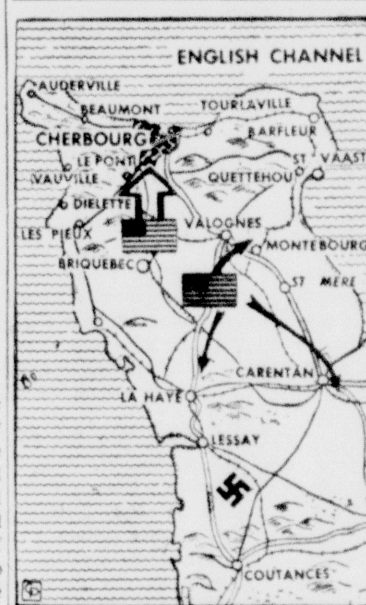 ENGLISH CHANNEL
AUDERVILLE
BEAUMONT
TOURLAVILLE
CHERBOURG
BARFLEUR
LE PONT
ST VAAST
VAUVILLE
QUETTEHOU
DIELETTE
LES PIEUX
VALOGNES
MONTEBOURG
BRIQUEBEC
ST MERE
CARENTAN
LA HAYE
LESSAY
COUTANCES